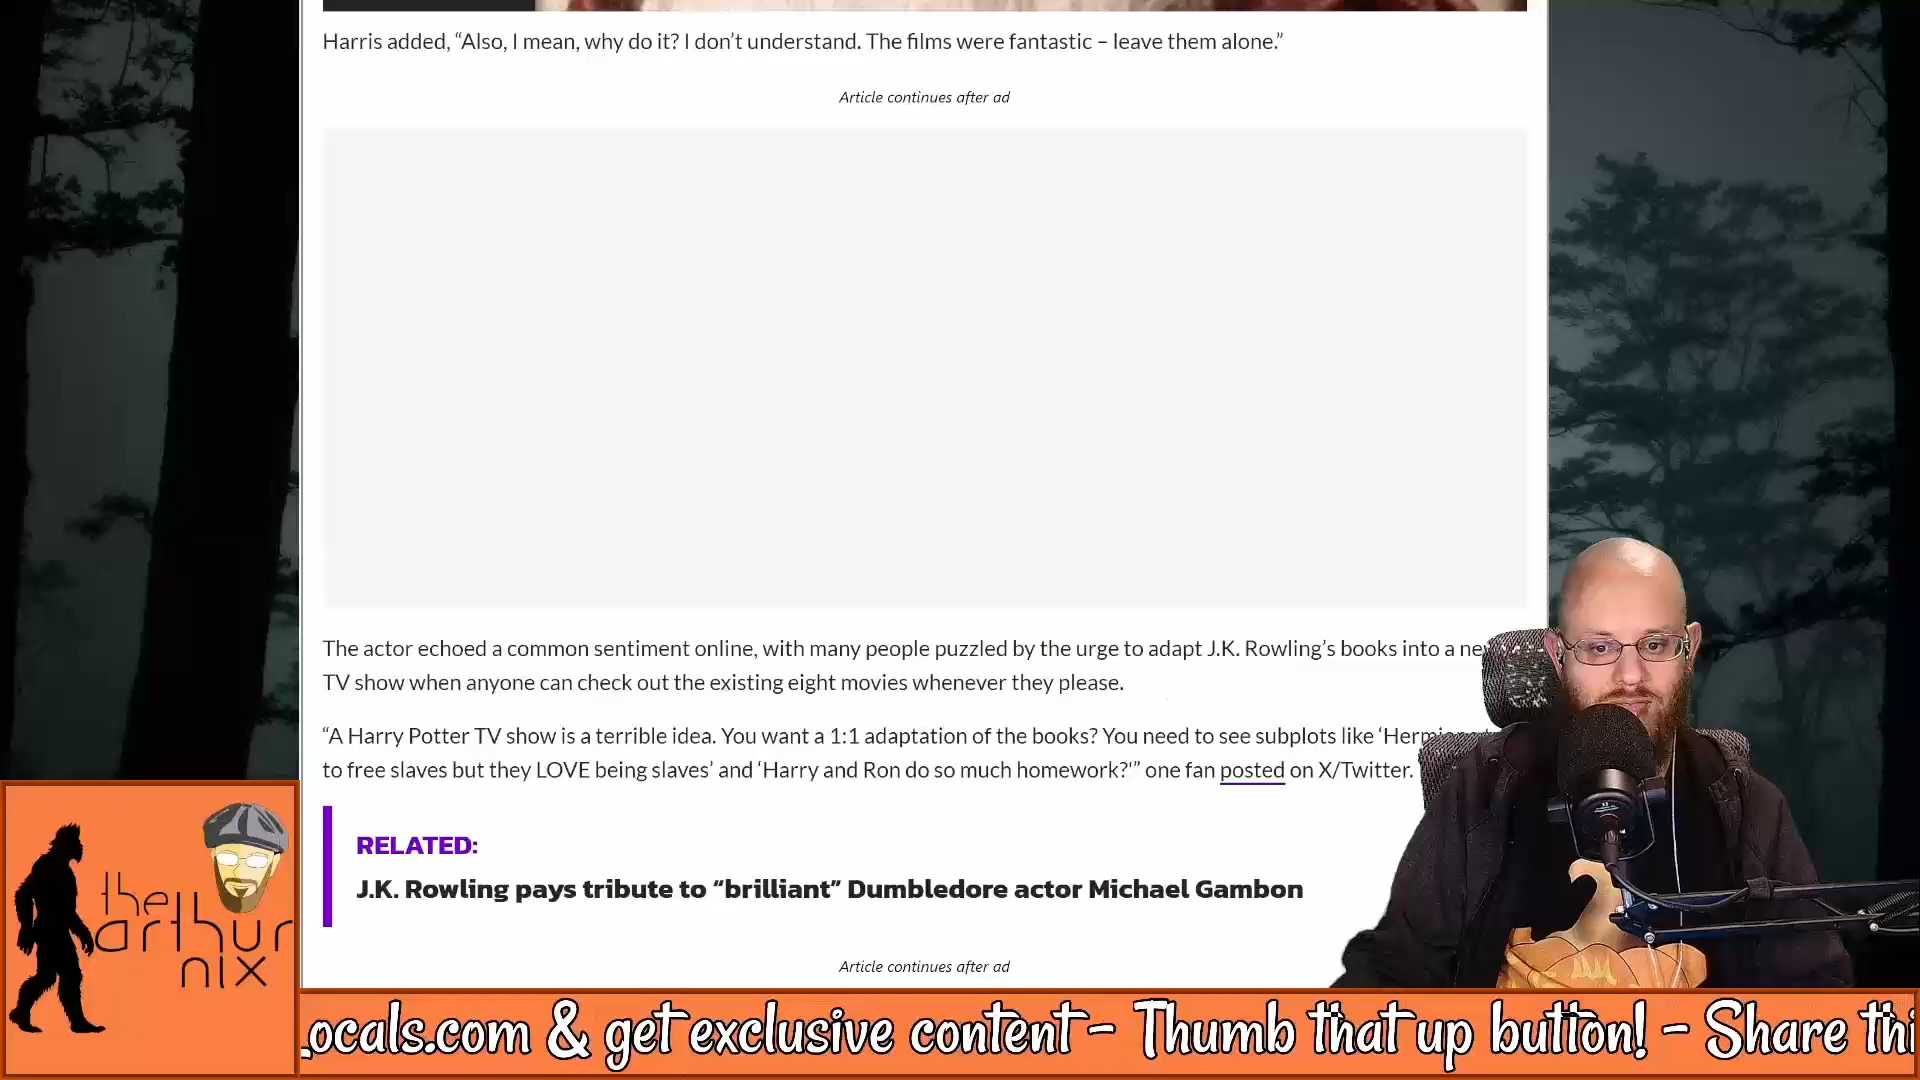 Harris added, “Also, I mean, why do it? I don’t understand. The films were fantastic – leave them alone.”
Article continues after ad
The actor echoed a common sentiment online, with many people puzzled by the urge to adapt J.K. Rowling’s books into a
TV show when anyone can check out the existing eight movies whenever they please.
“A Harry Potter TV show is a terrible idea. You want a 1:1 adaptation of the books? You need to see subplots like
to free slaves but they LOVE being slaves’ and ‘Harry and Ron do so much homework?’” one fan posted on X/Twitter.
RELATED:
J.K. Rowling pays tribute to “brilliant” Dumbledore actor Michael Gambon
Article continues after ad
the
arthur
nix
ocals.com & get exclusive content - Thumb that up button! - Share